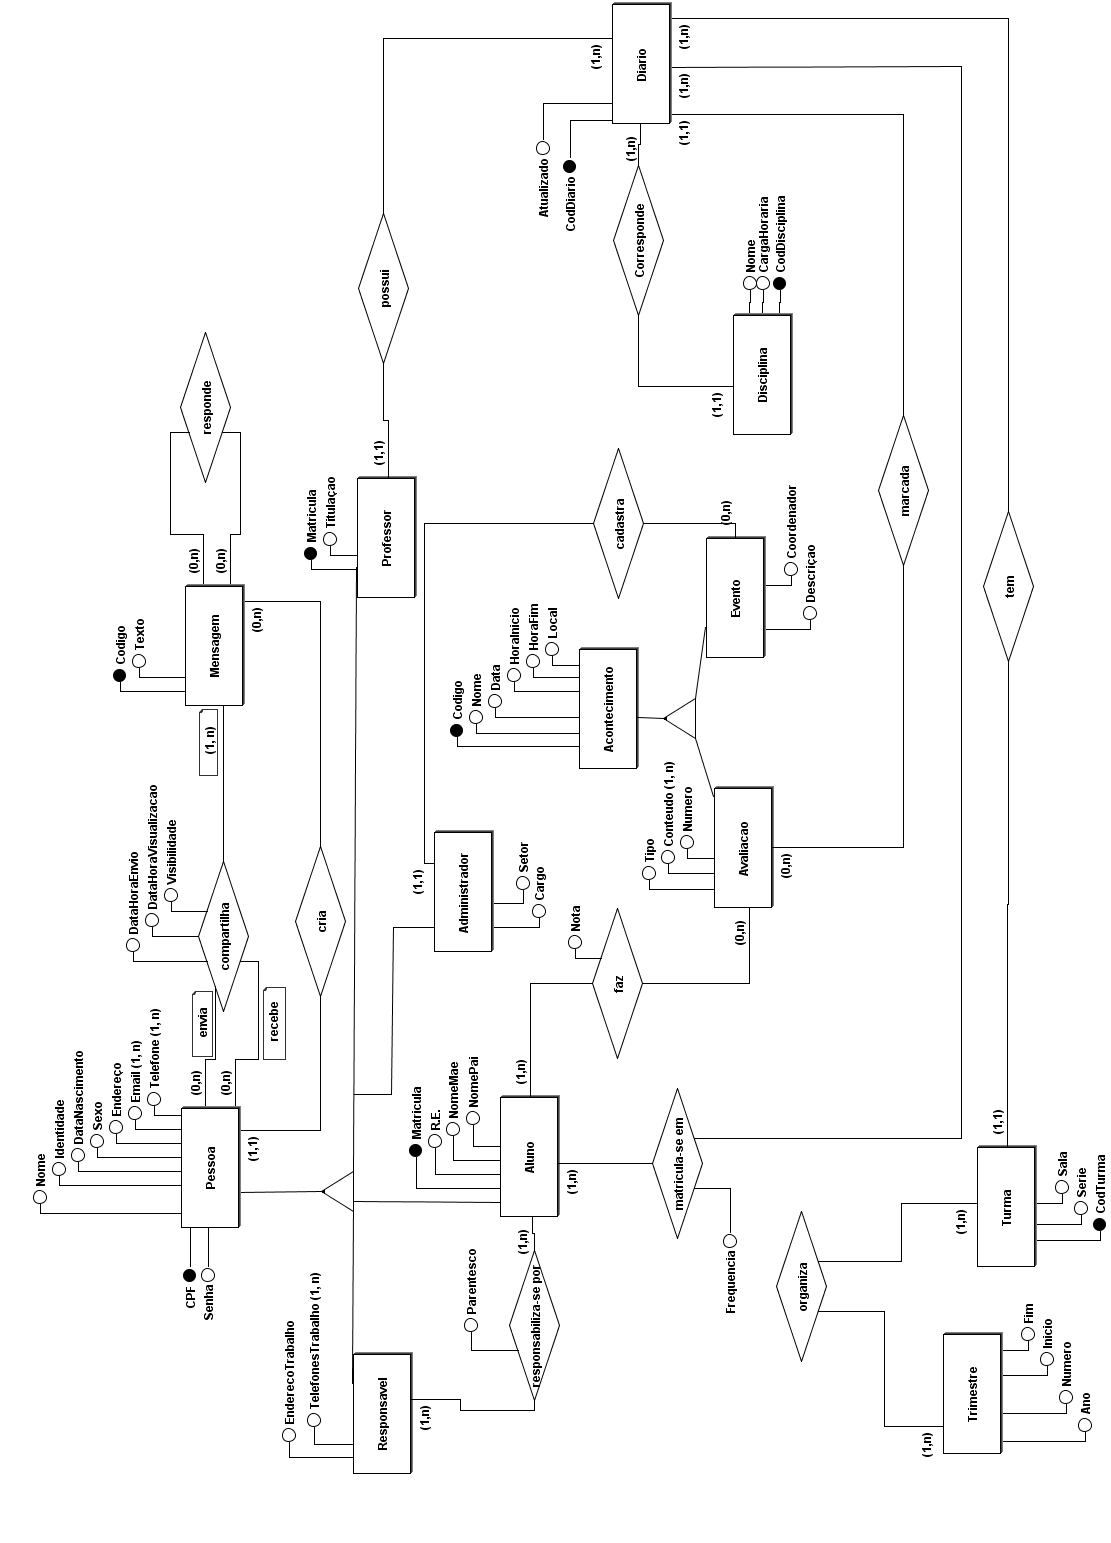 Nome
Identidade
DataNascimento
Sexo
Endereço
Email (1, n)
Telefone (1, n)
Pessoa
CPF
Senha
(0,n)
(0,n)
(1,1)
envia
recebe
DataHoraEnvio
DataHoraVisualizacao
Visibilidade
compartilha
(1, n)
Codigo
Texto
Mensagem
(0,n)
(0,n)
(0,n)
responde
cria
EnderecoTrabalho
TelefonesTrabalho (1, n)
Responsavel
(1,n)
Parentesco
responsabiliza-se por
(1,n)
Matricula
R.E.
NomeMae
NomePai
Aluno
(1,n)
(1,n)
Administrador
(1,1)
Setor
Cargo
Matricula
Titulaçao
Professor
(1,1)
possui
(1,n)
Diario
Atualizado
CodDiario
(1,n)
(1,n)
(1,n)
(1,1)
Corresponde
Nome
CargaHoraria
CodDisciplina
Disciplina
(1,1)
cadastra
(0,n)
Evento
Coordenador
Descriçao
Codigo
Nome
Data
HoraInicio
HoraFim
Local
Acontecimento
Tipo
Conteudo (1, n)
Numero
Avaliacao
(0,n)
(0,n)
Nota
faz
marcada
matricula-se em
Frequencia
tem
(1,1)
Turma
(1,n)
Sala
Serie
CodTurma
organiza
(1,n)
Trimestre
Fim
Inicio
Numero
Ano